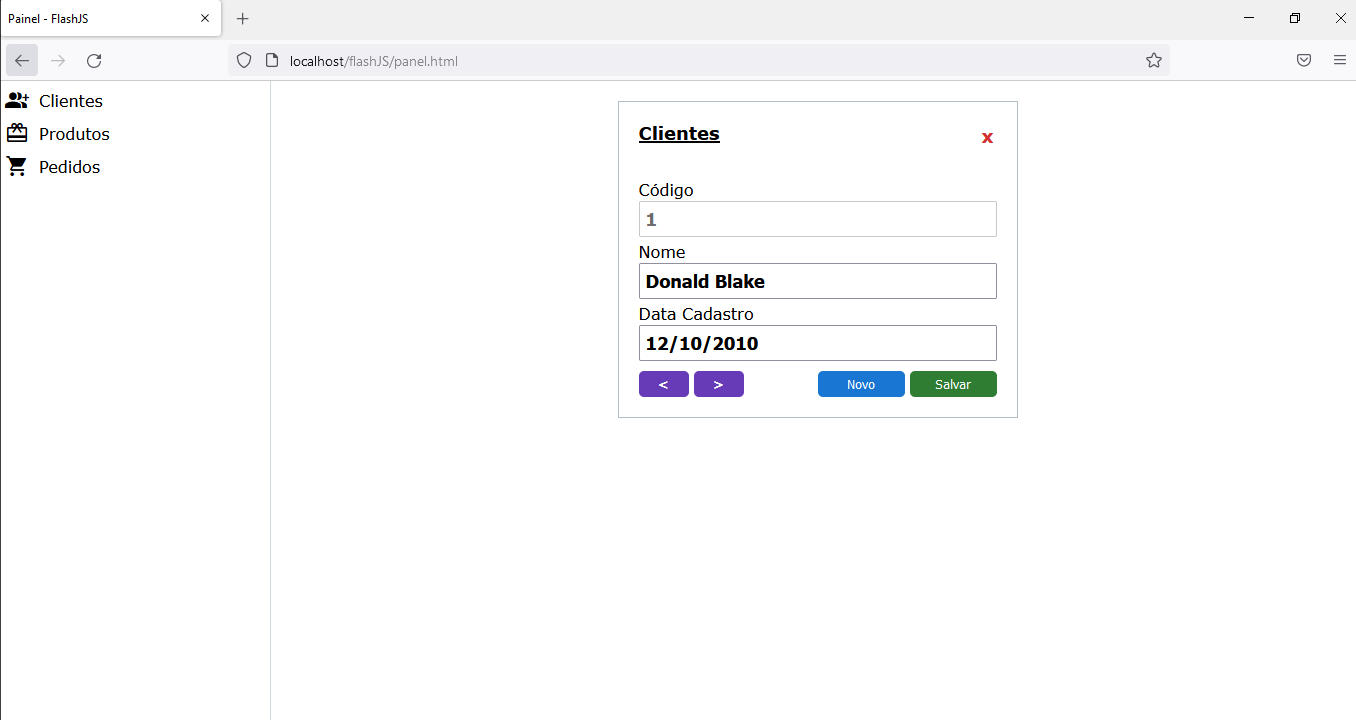 Painel - FlashJS
localhost/flashJS/panel.html
Clientes
Produtos
Pedidos
Clientes
x
Código
1
Nome
Donald Blake
Data Cadastro
12/10/2010
< > Novo Salvar